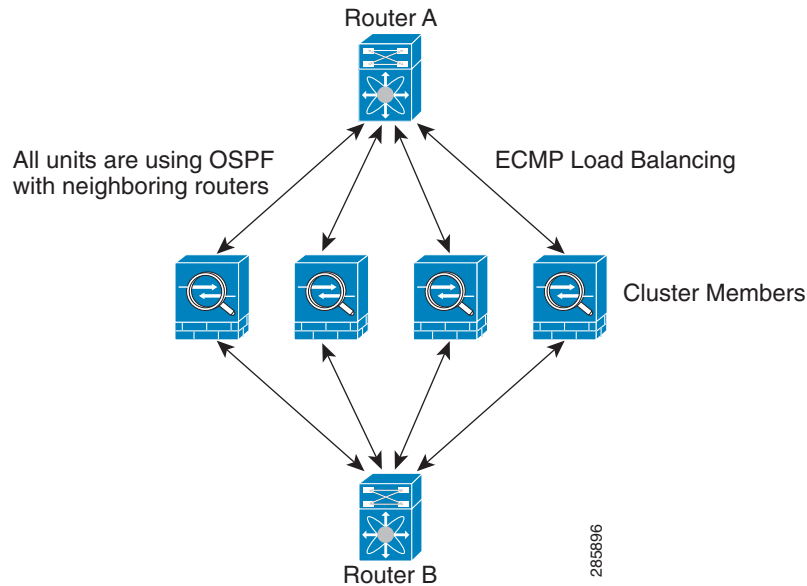 Router A
All units are using OSPF
with neighboring routers
ECMP Load Balancing
Cluster Members
Router B
285896